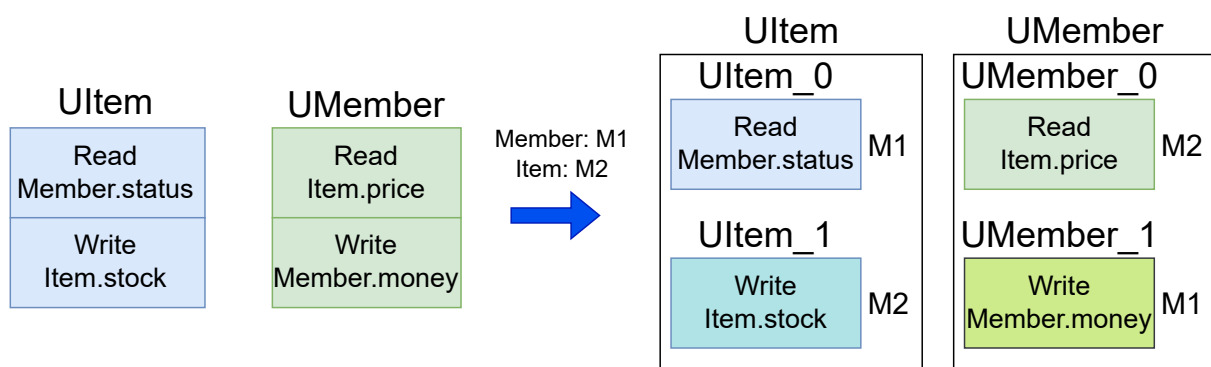 UItem
Read
Member.status
Write
Item.stock
UMember
Read
Item.price
Write
Member.money
Member: M1
Item: M2
UItem
UItem_0
Read
Member.status
M1
UItem_1
Write
Item.stock
M2
UMember
UMember_0
Read
Item.price
M2
UMember_1
Write
Member.money
M1